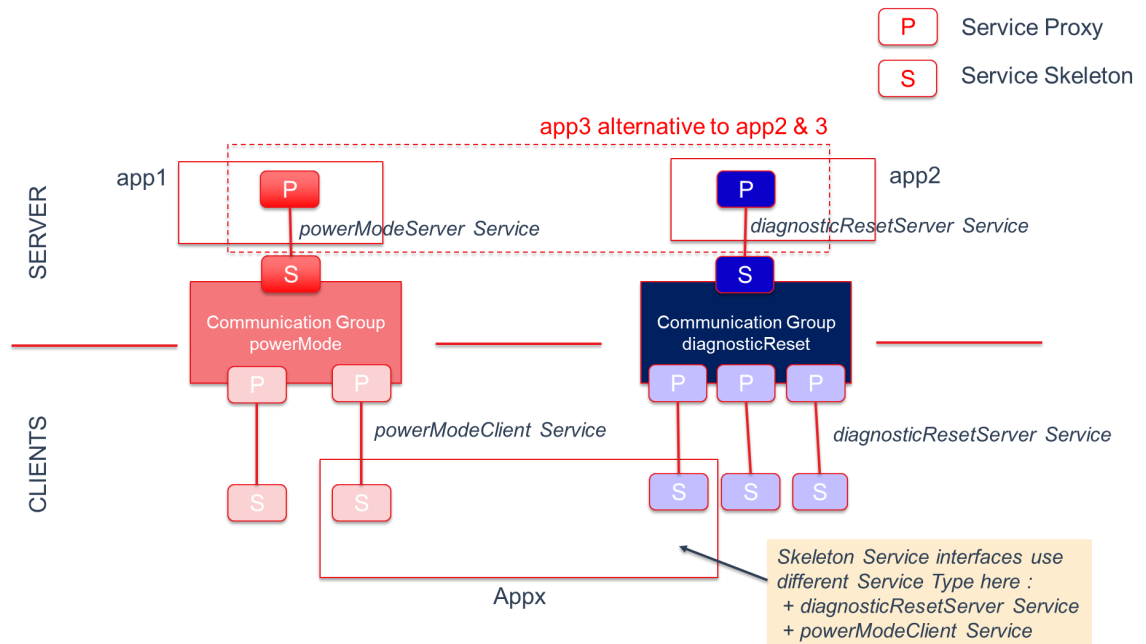 P Service Proxy
S Service Skeleton
app3 alternative to app2 & 3
app1
P
P
app2
powerModeServer Service
diagnosticResetServer Service
SERVER
S
S
Communication Group
powerMode
Communication Group
diagnosticReset
P
P
P
P
P
powerModeClient Service
diagnosticResetServer Service
CLIENTS
S
S
S
S
S
Appx
Skeleton Service interfaces use
different Service Type here :
+ diagnosticResetServer Service
+ powerModeClient Service